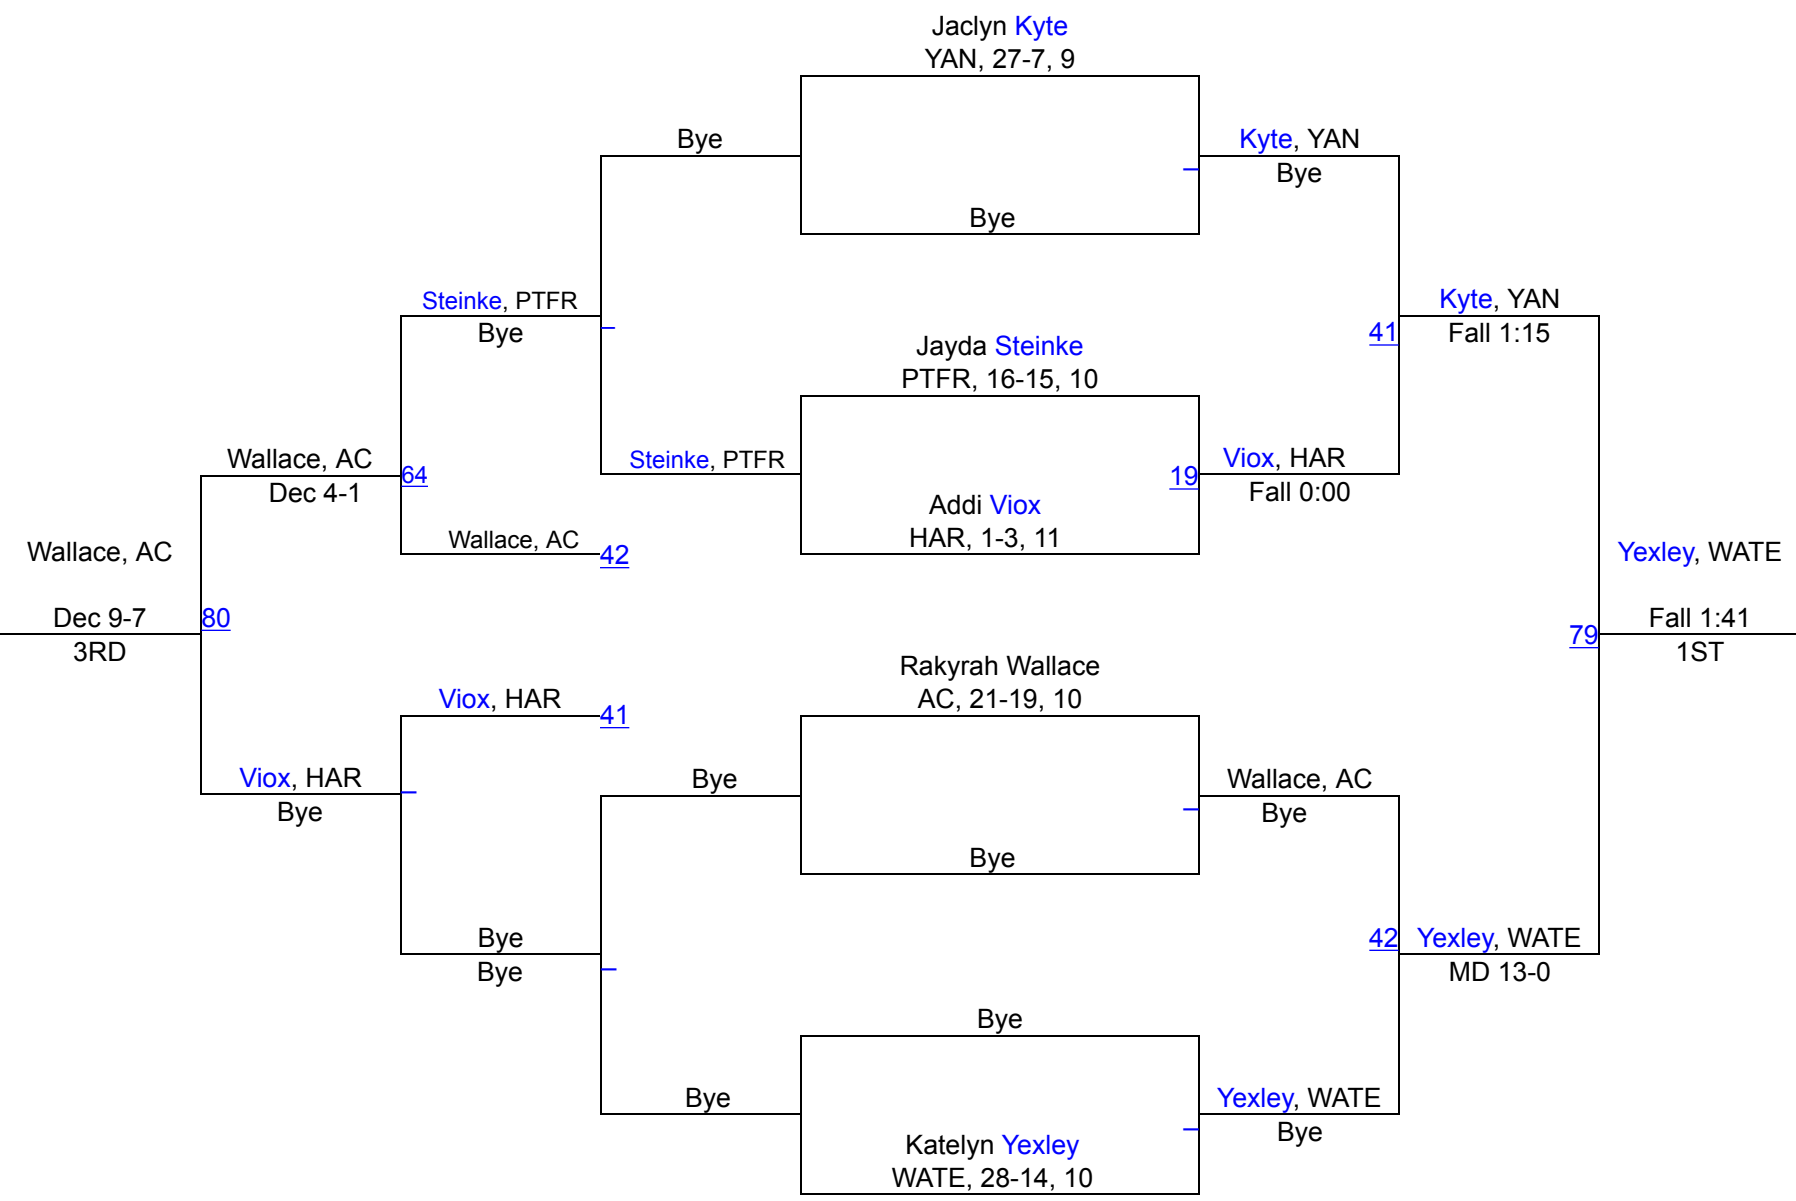 Jaclyn Kyte
YAN, 27-7, 9
Bye
Kyte, YAN
Bye
Bye
Steinke, PTFR
Bye
Kyte, YAN
41
Fall 1:15
Jayda Steinke
PTFR, 16-15, 10
Wallace, AC
64
Dec 4-1
Steinke, PTFR
19
Viox, HAR
Fall 0:00
Addi Viox
HAR, 1-3, 11
Wallace, AC
42
Wallace, AC
Dec 9-7
80
3RD
Yexley, WATE
Fall 1:41
79
1ST
Rakyrah Wallace
AC, 21-19, 10
Viox, HAR
41
Viox, HAR
Bye
Bye
Wallace, AC
Bye
Bye
Bye
Bye
42
Yexley, WATE
MD 13-0
Bye
Bye
Yexley, WATE
Bye
Katelyn Yexley
WATE, 28-14, 10